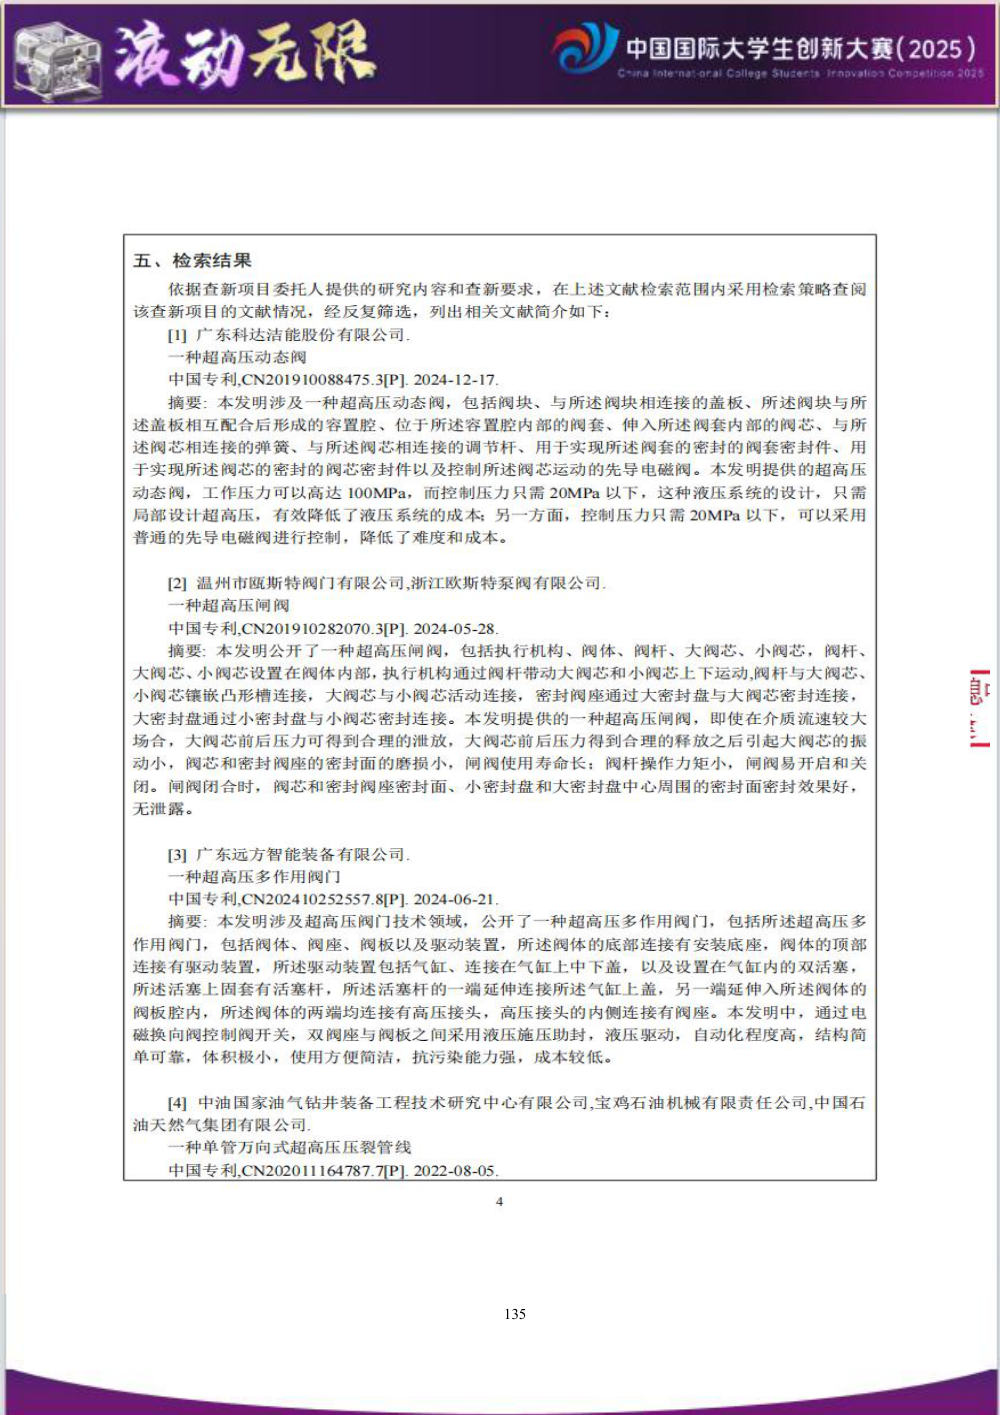 液动无限
中国国际大学生创新大赛(2025)
China International College Students' Innovation Competition 2025
五、检索结果
依据查新项目委托人提供的研究内容和查新要求，在上述文献检索范围内采用检索策略查阅
该查新项目的文献情况，经反复筛选，列出相关文献简介如下：
[1] 广东科达洁能股份有限公司.
一种超高压动态阀
中国专利,CN201910088475.3[P]. 2024-12-17.
摘要: 本发明涉及一种超高压动态阀，包括阀块、与所述阀块相连接的盖板、所述阀块与所
述盖板相互配合后形成的容置腔、位于所述容置腔内部的阀套、伸入所述阀套内部的阀芯、与所
述阀芯相连接的弹簧、与所述阀芯相连接的调节杆、用于实现所述阀套的密封的阀套密封件、用
于实现所述阀芯的密封的阀芯密封件以及控制所述阀芯运动的先导电磁阀。本发明提供的超高压
动态阀，工作压力可以高达 100MPa，而控制压力只需 20MPa 以下，这种液压系统的设计，只需
局部设计超高压，有效降低了液压系统的成本；另一方面，控制压力只需 20MPa 以下，可以采用
普通的先导电磁阀进行控制，降低了难度和成本。
[2] 温州市瓯斯特阀门有限公司,浙江欧斯特泵阀有限公司.
一种超高压闸阀
中国专利,CN201910282070.3[P]. 2024-05-28.
摘要: 本发明公开了一种超高压闸阀，包括执行机构、阀体、阀杆、大阀芯、小阀芯，阀杆、
大阀芯、小阀芯设置在阀体内部，执行机构通过阀杆带动大阀芯和小阀芯上下运动,阀杆与大阀芯、
小阀芯镶嵌凸形槽连接，大阀芯与小阀芯活动连接，密封阀座通过大密封盘与大阀芯密封连接，
大密封盘通过小密封盘与小阀芯密封连接。本发明提供的一种超高压闸阀，即使在介质流速较大
场合，大阀芯前后压力可得到合理的泄放，大阀芯前后压力得到合理的释放之后引起大阀芯的振
动小，阀芯和密封阀座的密封面的磨损小，闸阀使用寿命长；阀杆操作力矩小，闸阀易开启和关
闭。闸阀闭合时，阀芯和密封阀座密封面、小密封盘和大密封盘中心周围的密封面密封效果好，
无泄露。
[3] 广东远方智能装备有限公司.
一种超高压多作用阀门
中国专利,CN202410252557.8[P]. 2024-06-21.
摘要: 本发明涉及超高压阀门技术领域，公开了一种超高压多作用阀门，包括所述超高压多
作用阀门，包括阀体、阀座、阀板以及驱动装置，所述阀体的底部连接有安装底座，阀体的顶部
连接有驱动装置，所述驱动装置包括气缸、连接在气缸上中下盖，以及设置在气缸内的双活塞，
所述活塞上固套有活塞杆，所述活塞杆的一端延伸连接所述气缸上盖，另一端延伸入所述阀体的
阀板腔内，所述阀体的两端均连接有高压接头，高压接头的内侧连接有阀座。本发明中，通过电
磁换向阀控制阀开关，双阀座与阀板之间采用液压施压助封，液压驱动，自动化程度高，结构简
单可靠，体积极小，使用方便简洁，抗污染能力强，成本较低。
[4] 中油国家油气钻井装备工程技术研究中心有限公司,宝鸡石油机械有限责任公司,中国石
油天然气集团有限公司.
一种单管万向式超高压压裂管线
中国专利,CN202011164787.7[P]. 2022-08-05.
4
135